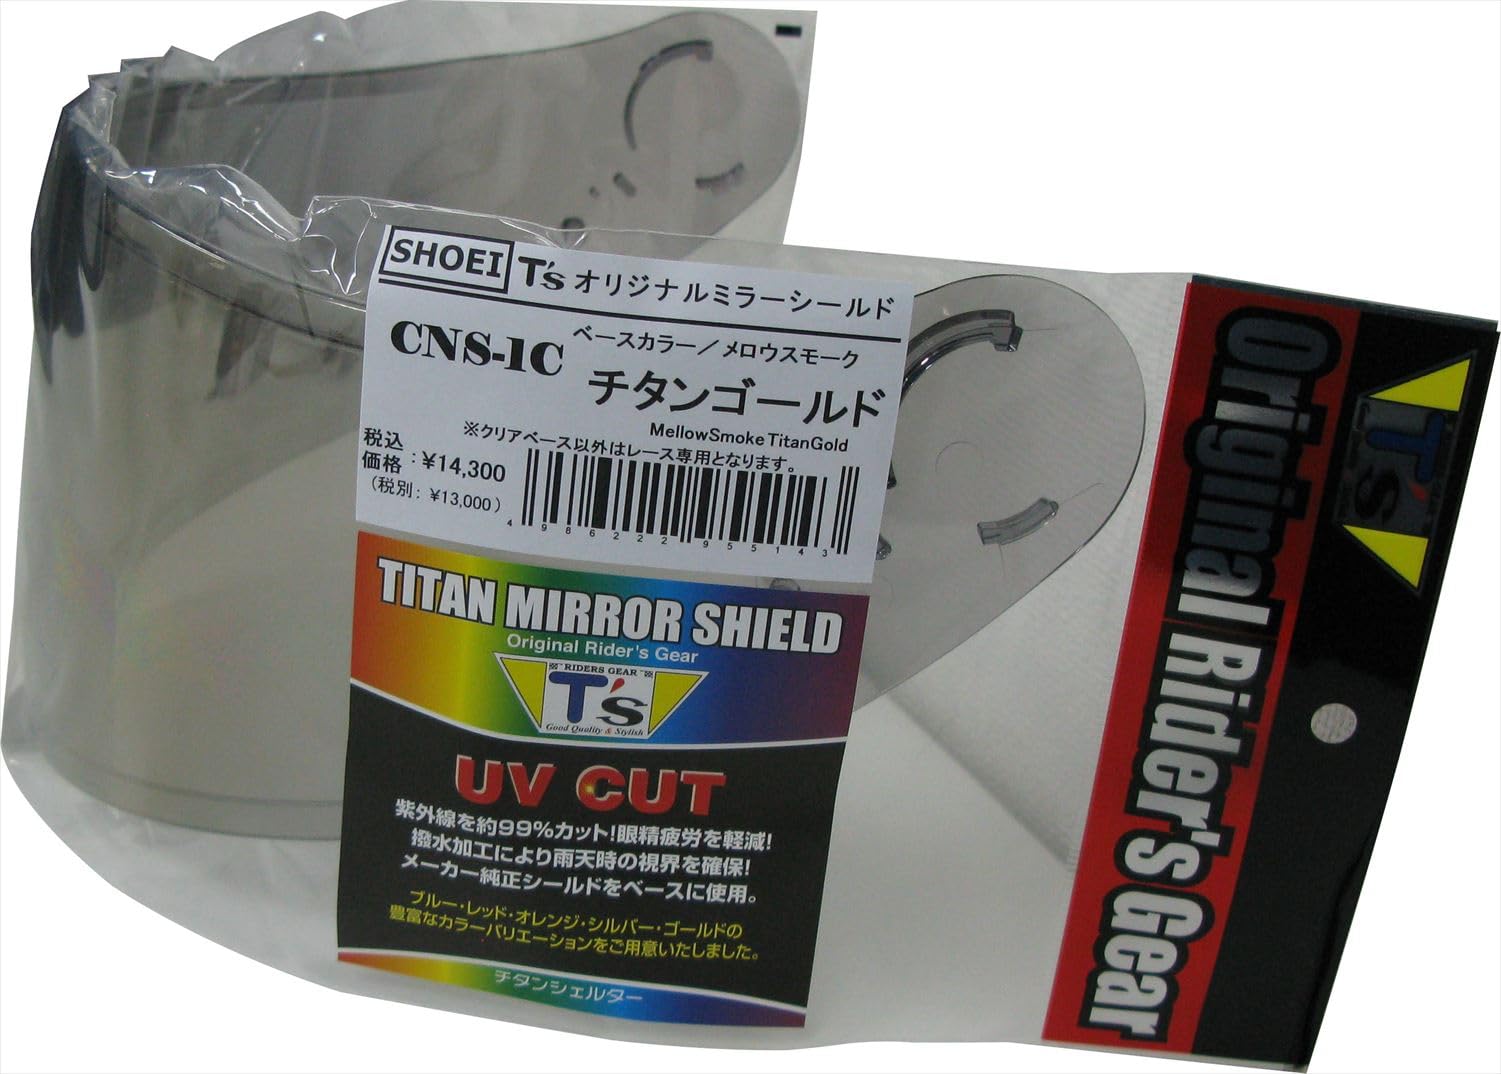 SHOEI T's オリジナルミラーシールド
CNS-1C ベースカラー／メロウスモーク
チタンゴールド
MellowSmokeTitanGold
※クリアベース以外はレース専用となります。
税込
価格 : ¥14,300
（税別: ¥13,000）
4 986222 955143
TITAN MIRROR SHIELD
Original Rider's Gear
RIDERS GEAR
T's
Good Quality & Stylish
UV CUT
紫外線を約99%カット!眼精疲労を軽減!
撥水加工により雨天時の視界を確保!
メーカー純正シールドをベースに使用。
ブルー・レッド・オレンジ・シルバー・ゴールドの
豊富なカラーバリエーションをご用意いたしました。
チタンシェルター
T's
Original Rider's Gear